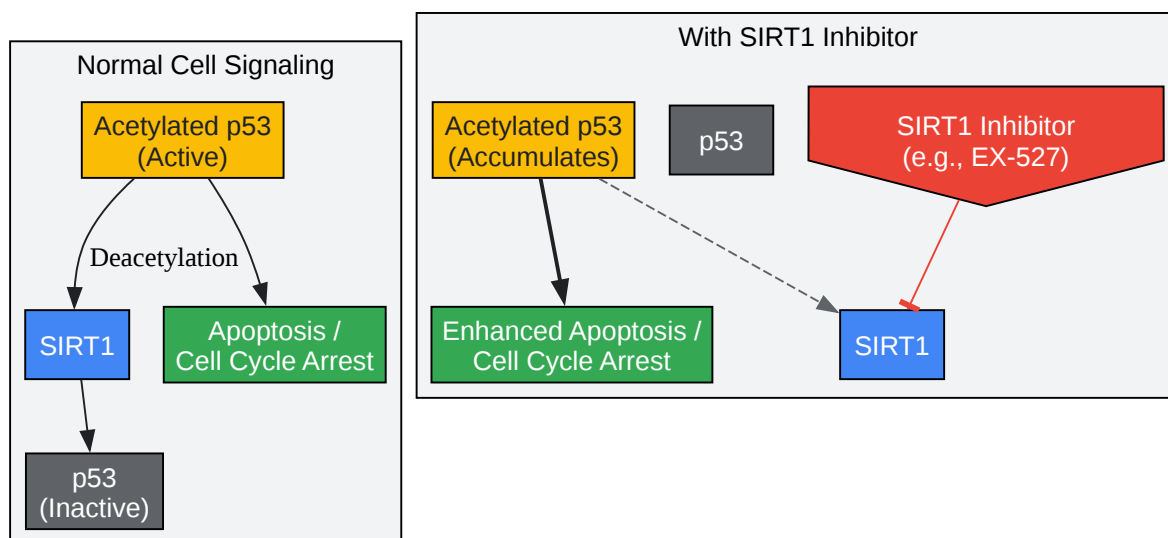 Normal Cell Signaling
Acetylated p53
(Active)
Deacetylation
SIRT1
Apoptosis /
Cell Cycle Arrest
p53
(Inactive)
With SIRT1 Inhibitor
Acetylated p53
(Accumulates)
p53
SIRT1 Inhibitor
(e.g., EX-527)
Enhanced Apoptosis /
Cell Cycle Arrest
SIRT1